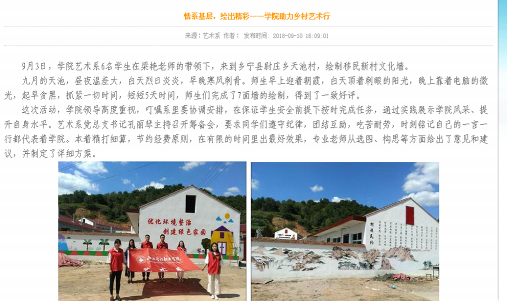 情系基层、绘出精彩——学院助力乡村艺术行
来源:艺术系 作者: 发布时间: 2018-09-10 16:09:01
9月3日，学院艺术系6名学生在梁艳老师的带领下，来到乡宁县尉庄乡天池村，绘制移民新村文化墙。
九月的天池，昼夜温差大，白天烈日炎炎，早晚寒风刺骨。师生早上迎着朝霞，白天顶着刺眼的阳光，晚上靠着电脑的微
光，起早贪黑，抓紧一切时间，短短5天时间，师生们完成了7面墙的绘制，得到了一致好评。
这次活动，学院领导高度重视，叮嘱系里要协调安排，在保证学生安全前提下按时完成任务，通过实践展示学院风采、提
升自身水平。艺术系党总支书记孔丽琴主持召开筹备会，要求同学们遵守纪律，团结互助，吃苦耐劳，时刻铭记自己的一言一
行都代表着学院。本着精打细算，节约经费原则，在有限的时间里出最好效果，专业老师从选图、构思等方面给出了意见和建
议，并制定了详细方案。
优化环境整治
创建绿色家园